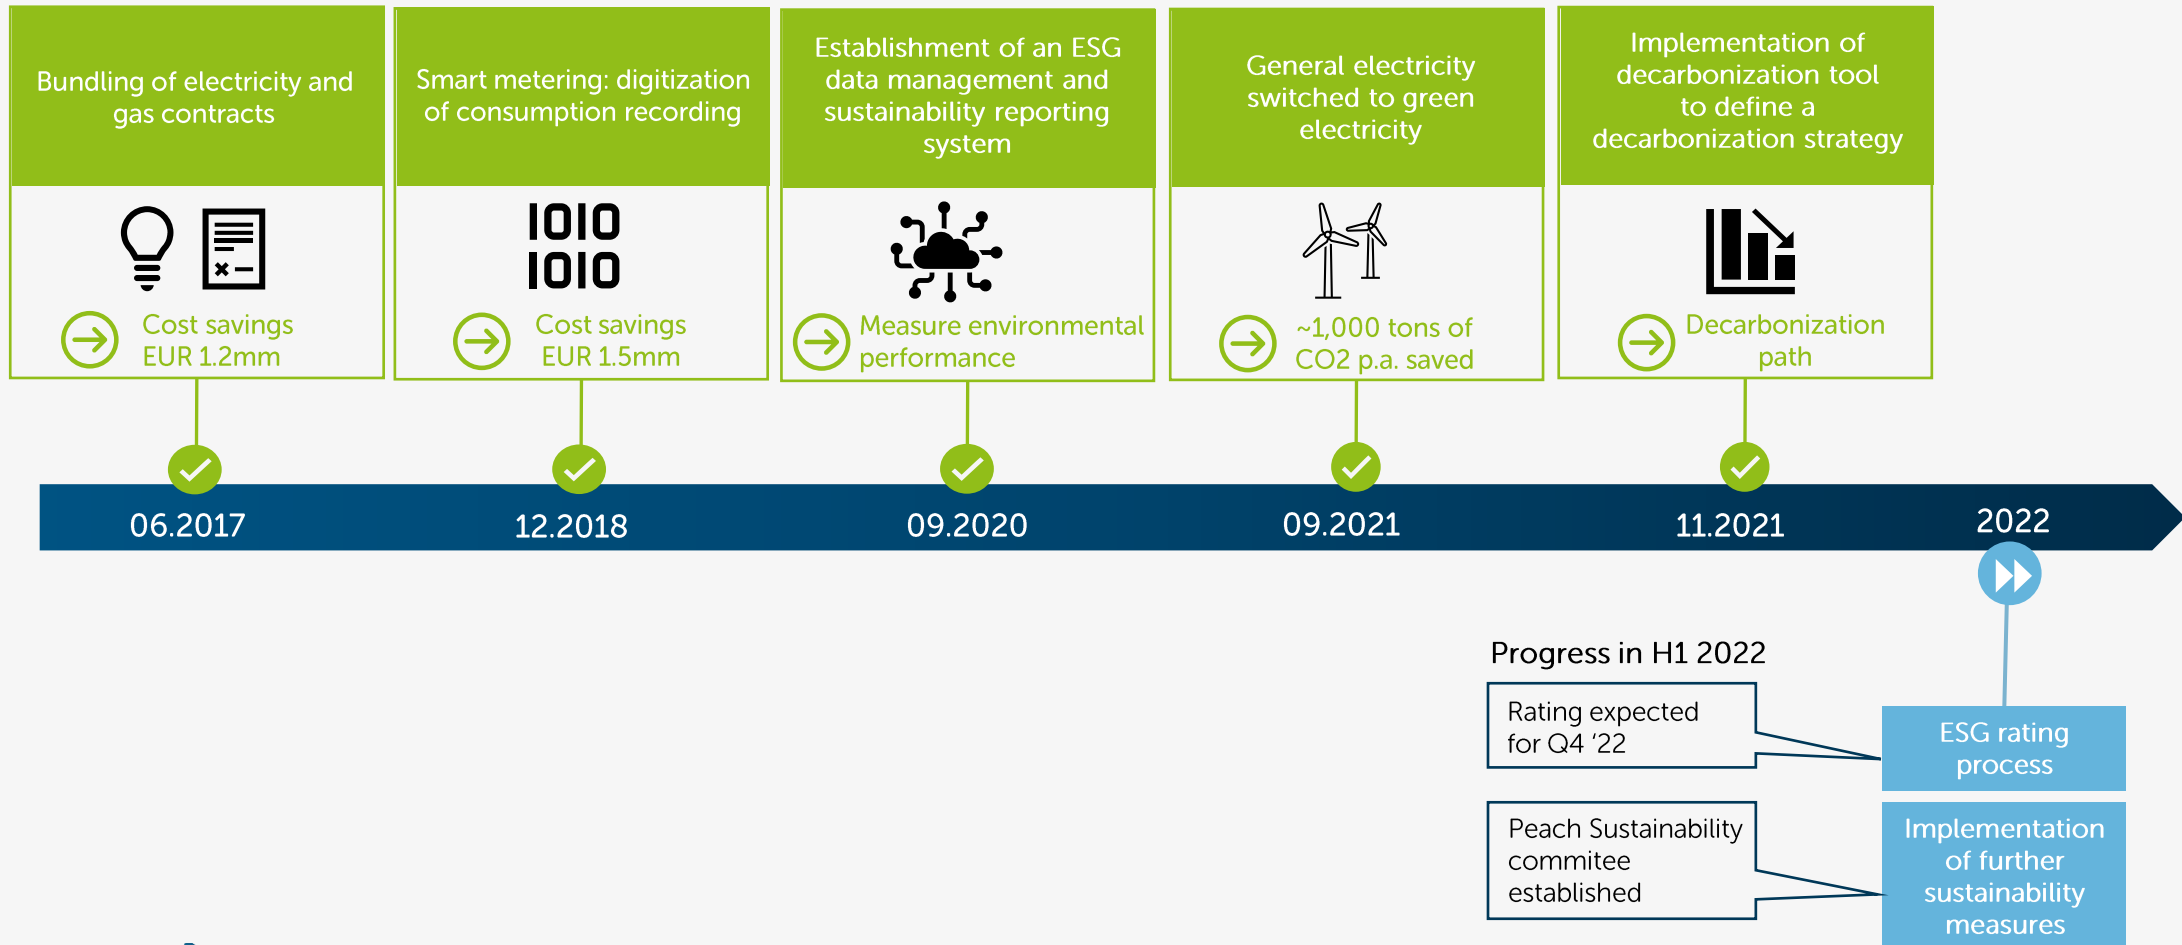 Bundling of electricity and
gas contracts
Cost savings
EUR 1.2mm
Smart metering: digitization
of consumption recording
1010
1010
Cost savings
EUR 1.5mm
Establishment of an ESG
data management and
sustainability reporting
system
Measure environmental
performance
General electricity
switched to green
electricity
~1,000 tons of
CO2 p.a. saved
Implementation of
decarbonization tool
to define a
decarbonization strategy
Decarbonization
path
06.2017
12.2018
09.2020
09.2021
11.2021
2022
Progress in H1 2022
Rating expected
for Q4 '22
ESG rating
process
Peach Sustainability
commitee
established
Implementation
of further
sustainability
measures